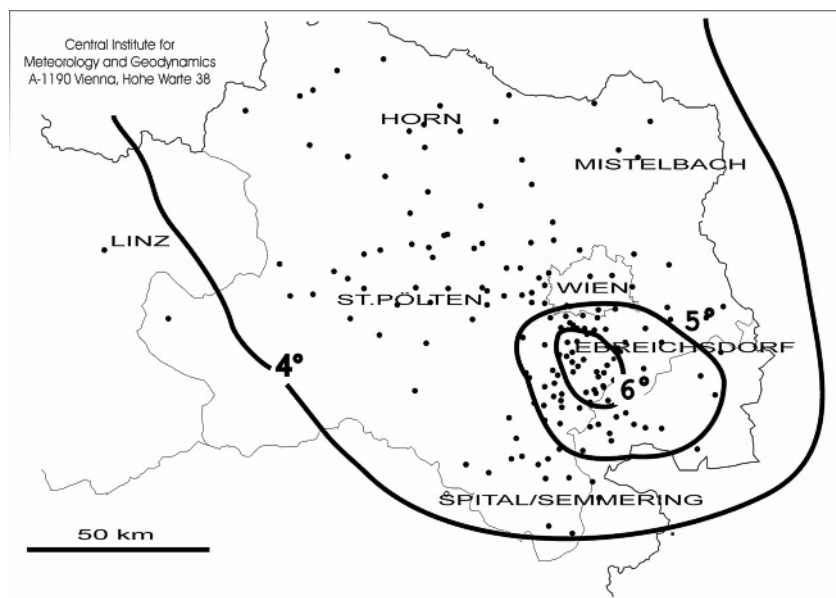 Central Institute for
Meteorology and Geodynamics
A-1190 Vienna, Hohe Warte 38
HORN
MISTELBACH
LINZ
WIEN
ST.PÖLTEN
5°
EBREICHSDORF
4°
6°
SPITAL/SEMMERING
50 km